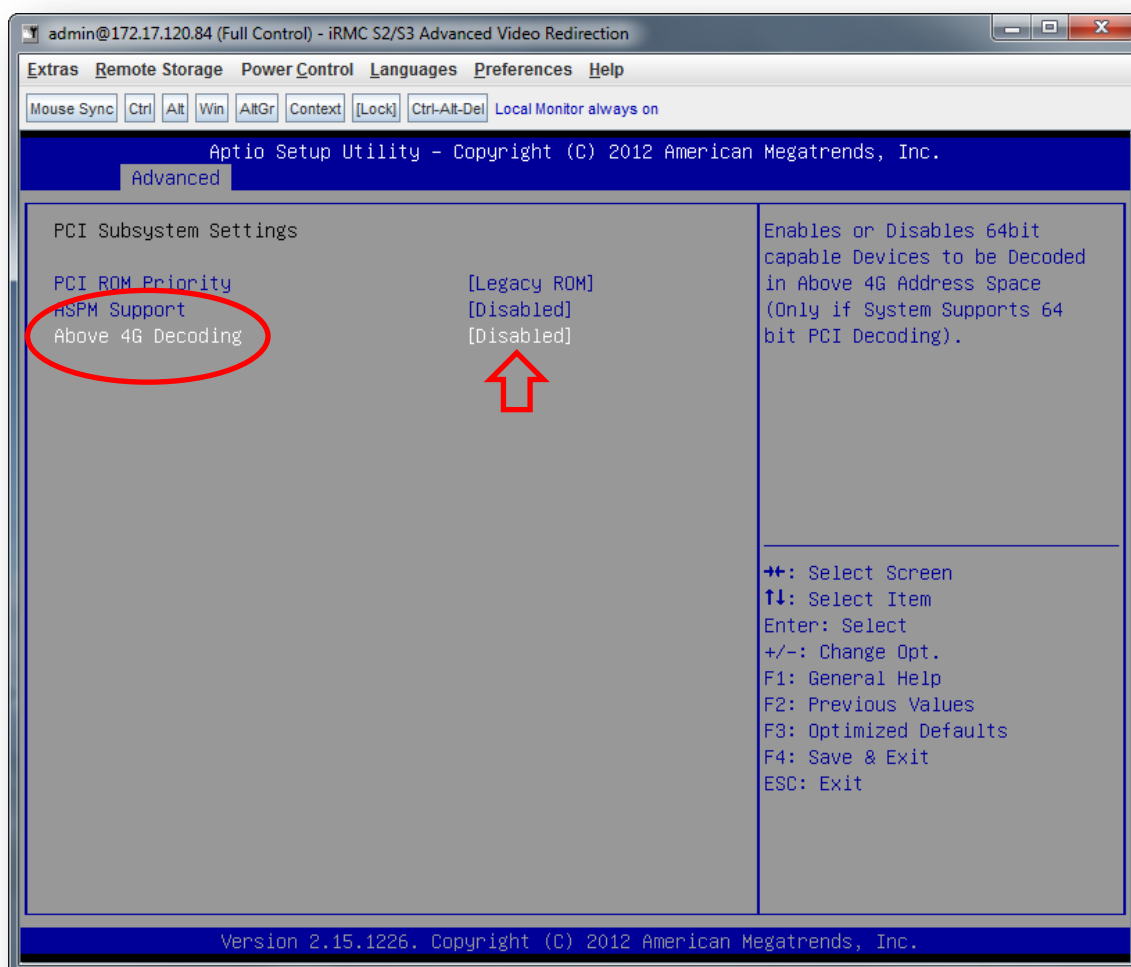 admin@172.17.120.84 (Full Control) - iRMC S2/S3 Advanced Video Redirection
Extras Remote Storage Power Control Languages Preferences Help
Mouse Sync Ctrl Alt Win AltGr Context [Lock] Ctrl-Alt-Del Local Monitor always on
Aptio Setup Utility – Copyright (C) 2012 American Megatrends, Inc.
Advanced
PCI Subsystem Settings
PCI ROM Priority [Legacy ROM]
ASPM Support [Disabled]
Above 4G Decoding [Disabled]
Enables or Disables 64bit
capable Devices to be Decoded
in Above 4G Address Space
(Only if System Supports 64
bit PCI Decoding).
→←: Select Screen
↑↓: Select Item
Enter: Select
+/-: Change Opt.
F1: General Help
F2: Previous Values
F3: Optimized Defaults
F4: Save & Exit
ESC: Exit
Version 2.15.1226. Copyright (C) 2012 American Megatrends, Inc.